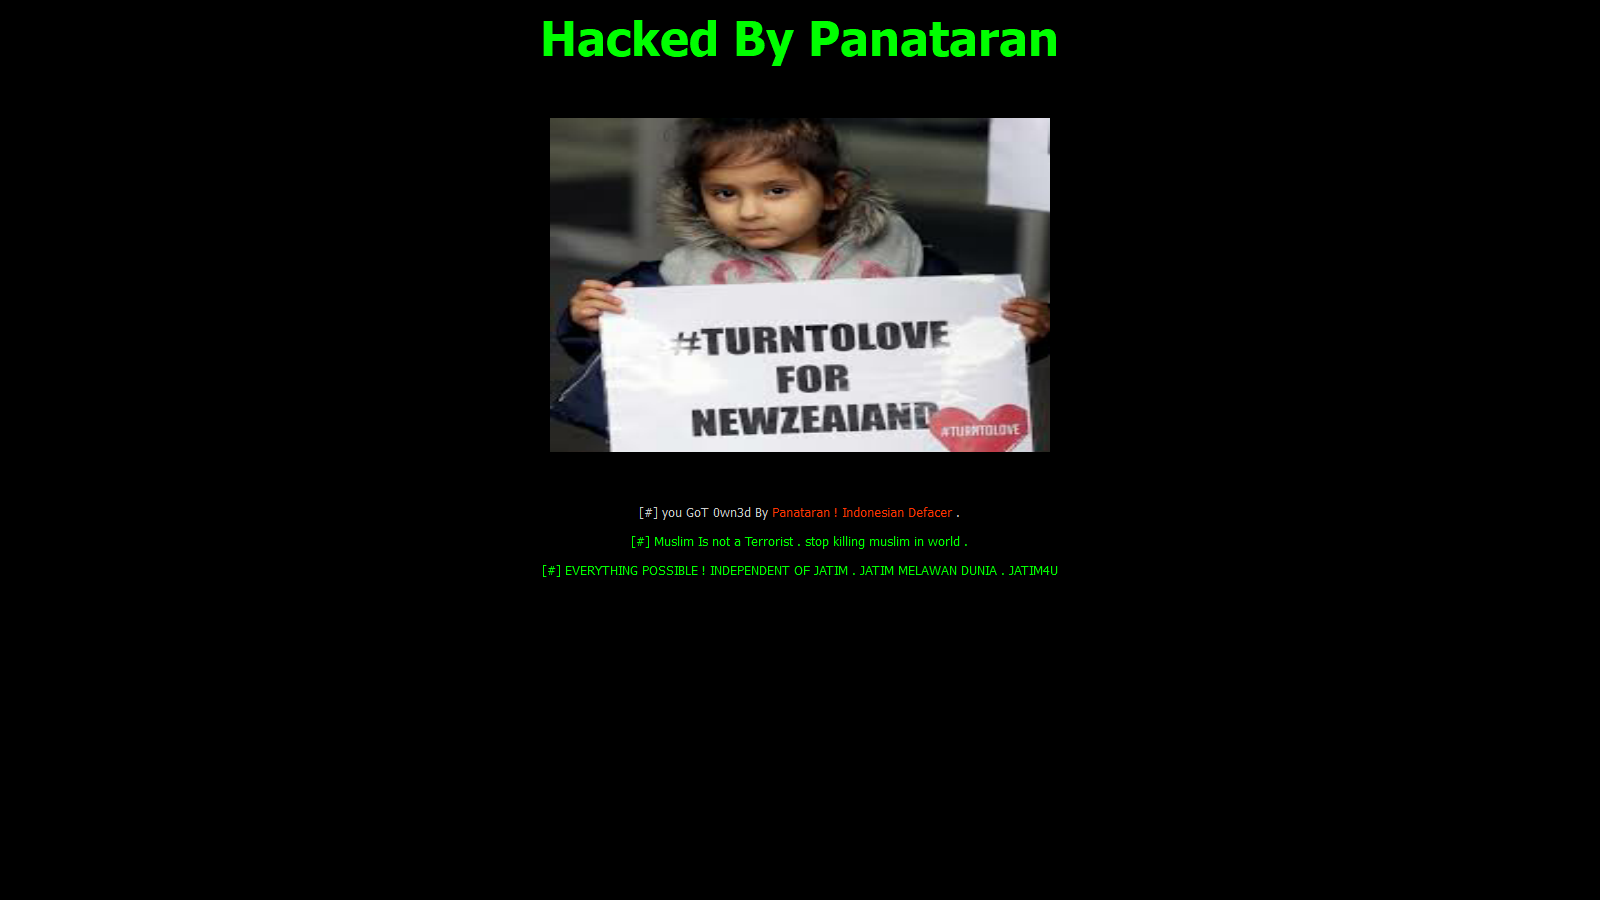 Hacked By Panataran
#TURNTOLOVE
FOR
NEWZEAlAND
#TURNTOLOVE
[#] you GoT 0wn3d By Panataran ! Indonesian Defacer .
[#] Muslim Is not a Terrorist . stop killing muslim in world .
[#] EVERYTHING POSSIBLE ! INDEPENDENT OF JATIM . JATIM MELAWAN DUNIA . JATIM4U